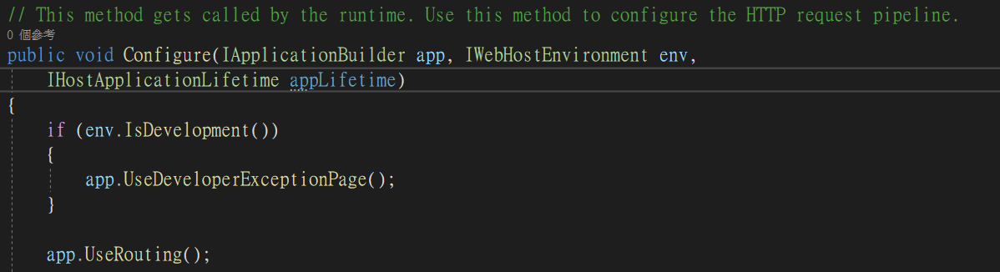 // This method gets called by the runtime. Use this method to configure the HTTP request pipeline.
0 個參考
public void Configure(IApplicationBuilder app, IWebHostEnvironment env,
IHostApplicationLifetime appLifetime)
{
if (env.IsDevelopment())
{
app.UseDeveloperExceptionPage();
}
app.UseRouting();